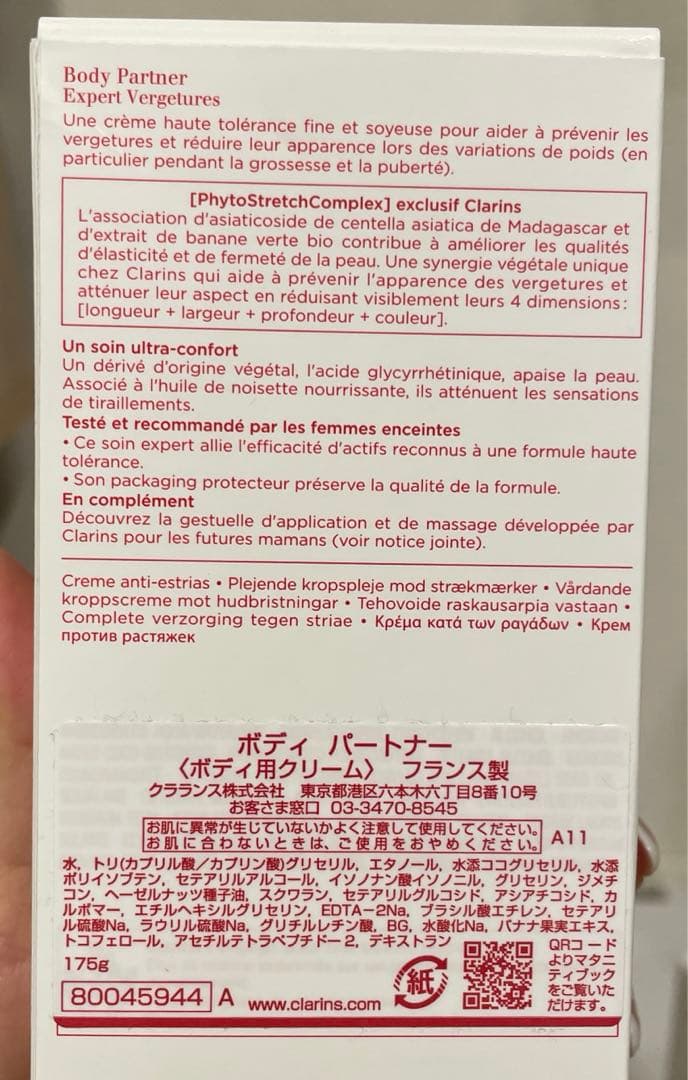 Body Partner
Expert Vergetures
Une crème haute tolérance fine et soyeuse pour aider à prévenir les
vergetures et réduire leur apparence lors des variations de poids (en
particulier pendant la grossesse et la puberté).
[PhytoStretchComplex] exclusif Clarins
L'association d'asiaticoside de centella asiatica de Madagascar et
d'extrait de banane verte bio contribue à améliorer les qualités
d'élasticité et de fermeté de la peau. Une synergie végétale unique
chez Clarins qui aide à prévenir l'apparence des vergetures et
atténuer leur aspect en réduisant visiblement leurs 4 dimensions :
[longueur + largeur + profondeur + couleur].
Un soin ultra-confort
Un dérivé d'origine végétal, l'acide glycyrrhétinique, apaise la peau.
Associé à l'huile de noisette nourrissante, ils atténuent les sensations
de tiraillements.
Testé et recommandé par les femmes enceintes
• Ce soin expert allie l'efficacité d'actifs reconnus à une formule haute
tolérance.
• Son packaging protecteur préserve la qualité de la formule.
En complément
Découvrez la gestuelle d'application et de massage développée par
Clarins pour les futures mamans (voir notice jointe).
Creme anti-estrias • Plejende kropspleje mod strækmærker • Vårdande
kroppscreme mot hudbristningar • Tehovoide raskausarpia vastaan •
Complete verzorging tegen striae • Κρέμα κατά των ραγάδων • Крем
против растяжек
ボディ パートナー
〈ボディ用クリーム〉 フランス製
クラランス株式会社 東京都港区六本木六丁目8番10号
お客さま窓口 03-3470-8545
お肌に異常が生じていないかよく注意して使用してください。
お肌に合わないときは、ご使用をおやめください。 A11
水, トリ(カプリル酸/カプリン酸)グリセリル, エタノール, 水添ココグリセリル, 水添
ポリイソブテン, セテアリルアルコール, イソノナン酸イソノニル, グリセリン, ジメチ
コン, ヘーゼルナッツ種子油, スクワラン, セテアリルグルコシド, アシアチコシド, カ
ルボマー, エチルヘキシルグリセリン, EDTA-2Na, ブラシル酸エチレン, セテアリ
ル硫酸Na, ラウリル硫酸Na, グリチルレチン酸, BG, 水酸化Na, バナナ果実エキス,
トコフェロール, アセチルテトラペプチド-2, デキストラン
175g
80045944 A www.clarins.com
紙
QRコード
よりマタニ
ティブック
をご覧いた
だけます。